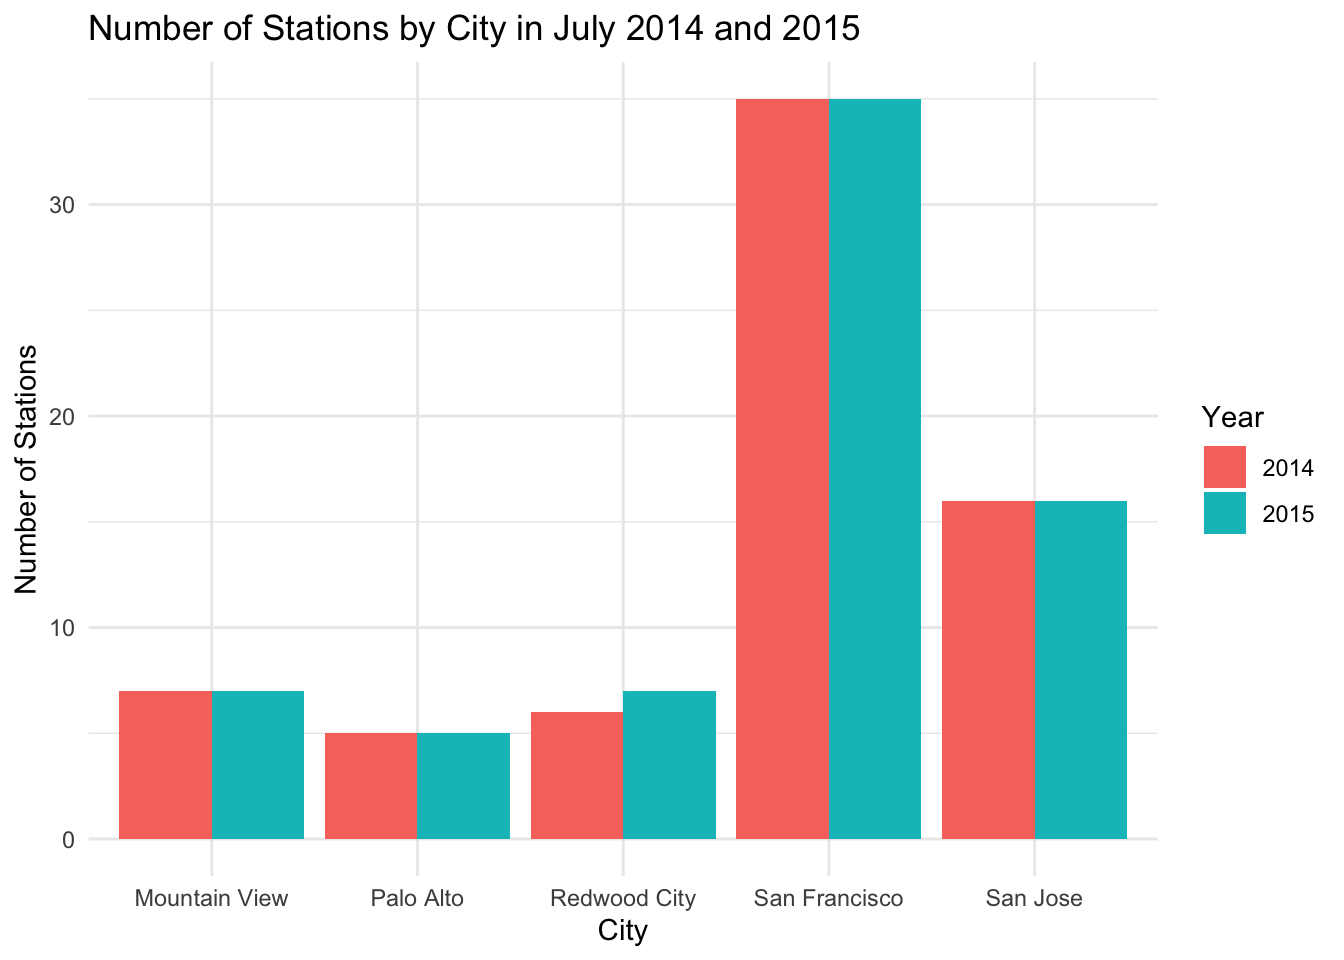 Number of Stations by City in July 2014 and 2015
Number of Stations
30
20
10
0
Mountain View
Palo Alto
Redwood City
San Francisco
San Jose
City
Year
2014
2015